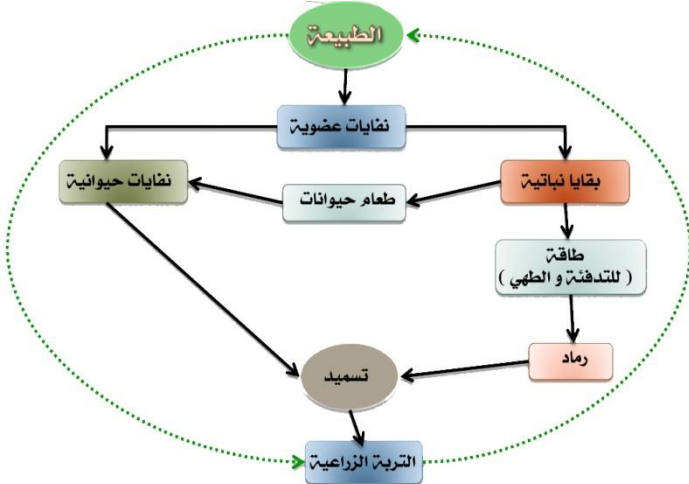 الطبيعة
نفايات عضوية
بقايا نباتية
نفايات حيوانية
طعام حيوانات
طاقة
( للتدفئة و الطهي )
رماد
تسميد
التربة الزراعية